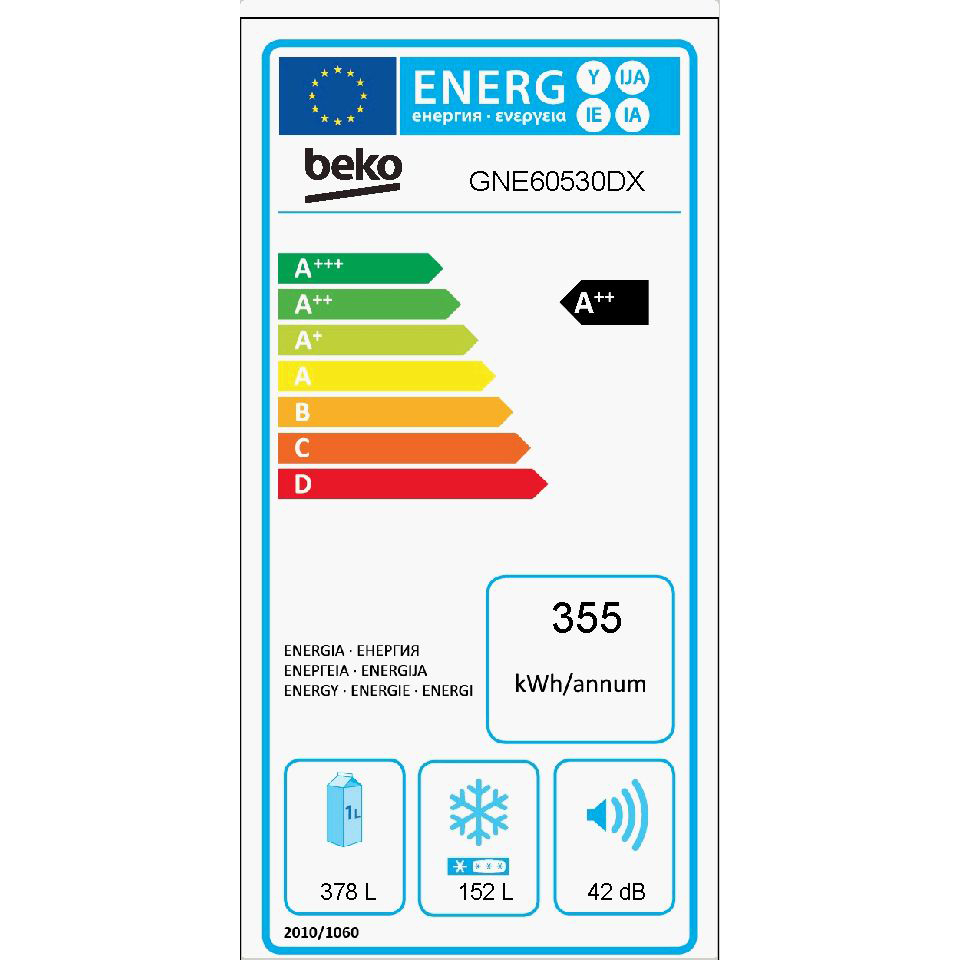 ENERG Y IJA
енергия · ενεργεια IE IA
beko
GNE60530DX
A+++
A++
A++
A+
A
B
C
D
355
kWh/annum
ENERGIA · ЕНЕРГИЯ
ΕΝΕΡΓΕΙΑ · ENERGIJA
ENERGY · ENERGIE · ENERGI
1L
378 L
152 L
42 dB
2010/1060